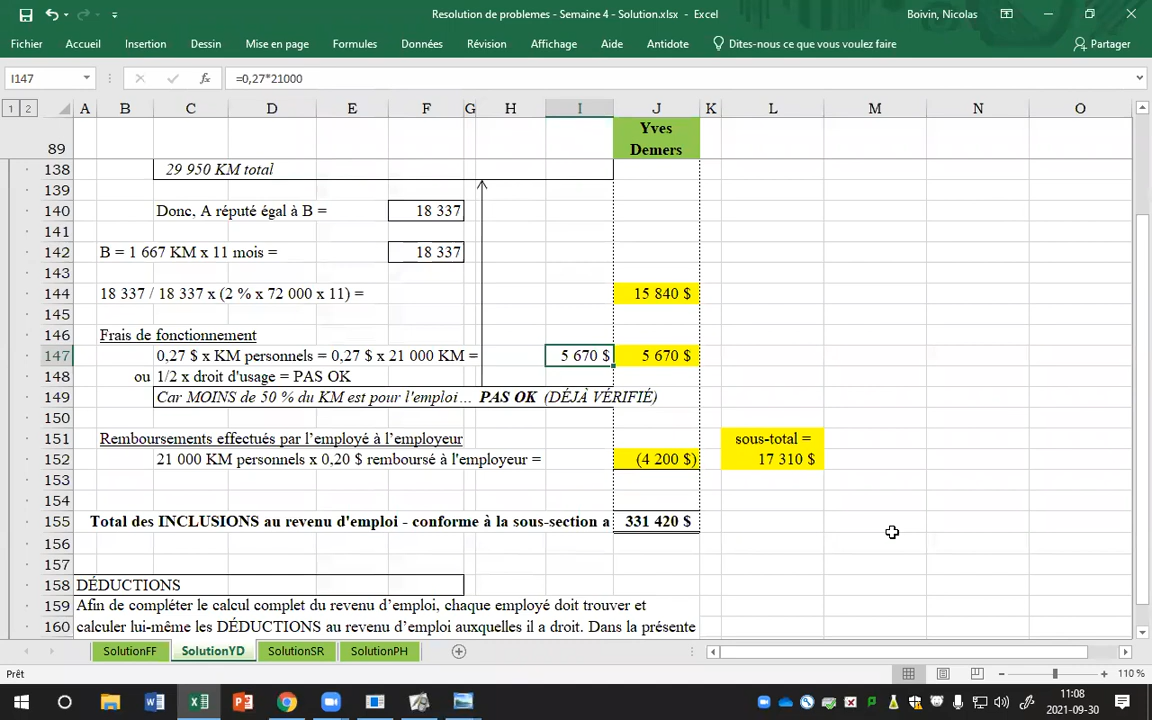 Resolution de problemes - Semaine 4 - Solution.xlsx - Excel
Boivin, Nicolas
Fichier Accueil Insertion Dessin Mise en page Formules Données Révision Affichage Aide Antidote Dites-nous ce que vous voulez faire Partager
I147 fx =0,27*21000
1 2 A B C D E F G H I J K L M N O
89 Yves
Demers
138 29 950 KM total
139
140 Donc, A réputé égal à B = 18 337
141
142 B = 1 667 KM x 11 mois = 18 337
143
144 18 337 / 18 337 x (2 % x 72 000 x 11) = 15 840 $
145
146 Frais de fonctionnement
147 0,27 $ x KM personnels = 0,27 $ x 21 000 KM = 5 670 $ 5 670 $
148 ou 1/2 x droit d'usage = PAS OK
149 Car MOINS de 50 % du KM est pour l'emploi… PAS OK (DÉJÀ VÉRIFIÉ)
150
151 Remboursements effectués par l'employé à l'employeur sous-total =
152 21 000 KM personnels x 0,20 $ remboursé à l'employeur = (4 200 $) 17 310 $
153
154
155 Total des INCLUSIONS au revenu d'emploi - conforme à la sous-section a 331 420 $
156
157
158 DÉDUCTIONS
159 Afin de compléter le calcul complet du revenu d'emploi, chaque employé doit trouver et
160 calculer lui-même les DÉDUCTIONS au revenu d'emploi auxquelles il a droit. Dans la présente
SolutionFF SolutionYD SolutionSR SolutionPH
Prêt 110 %
11:08
2021-09-30